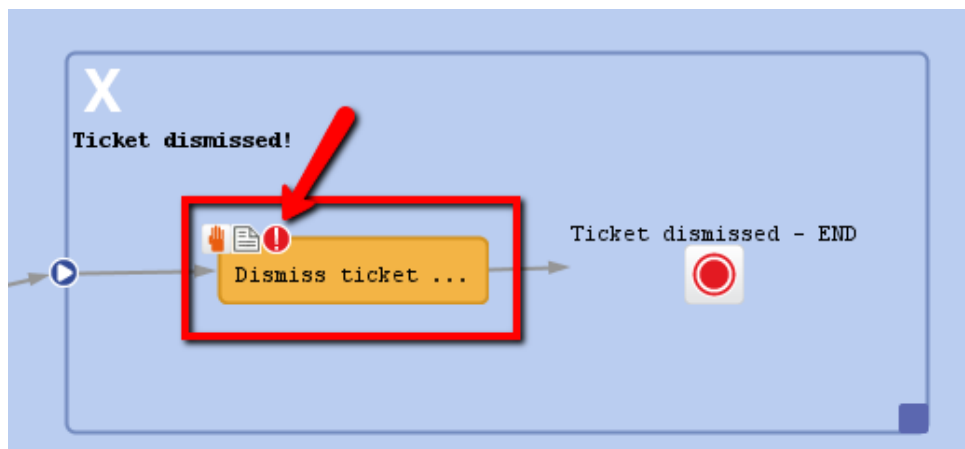 X
Ticket dismissed!
Ticket dismissed - END
Dismiss ticket ...